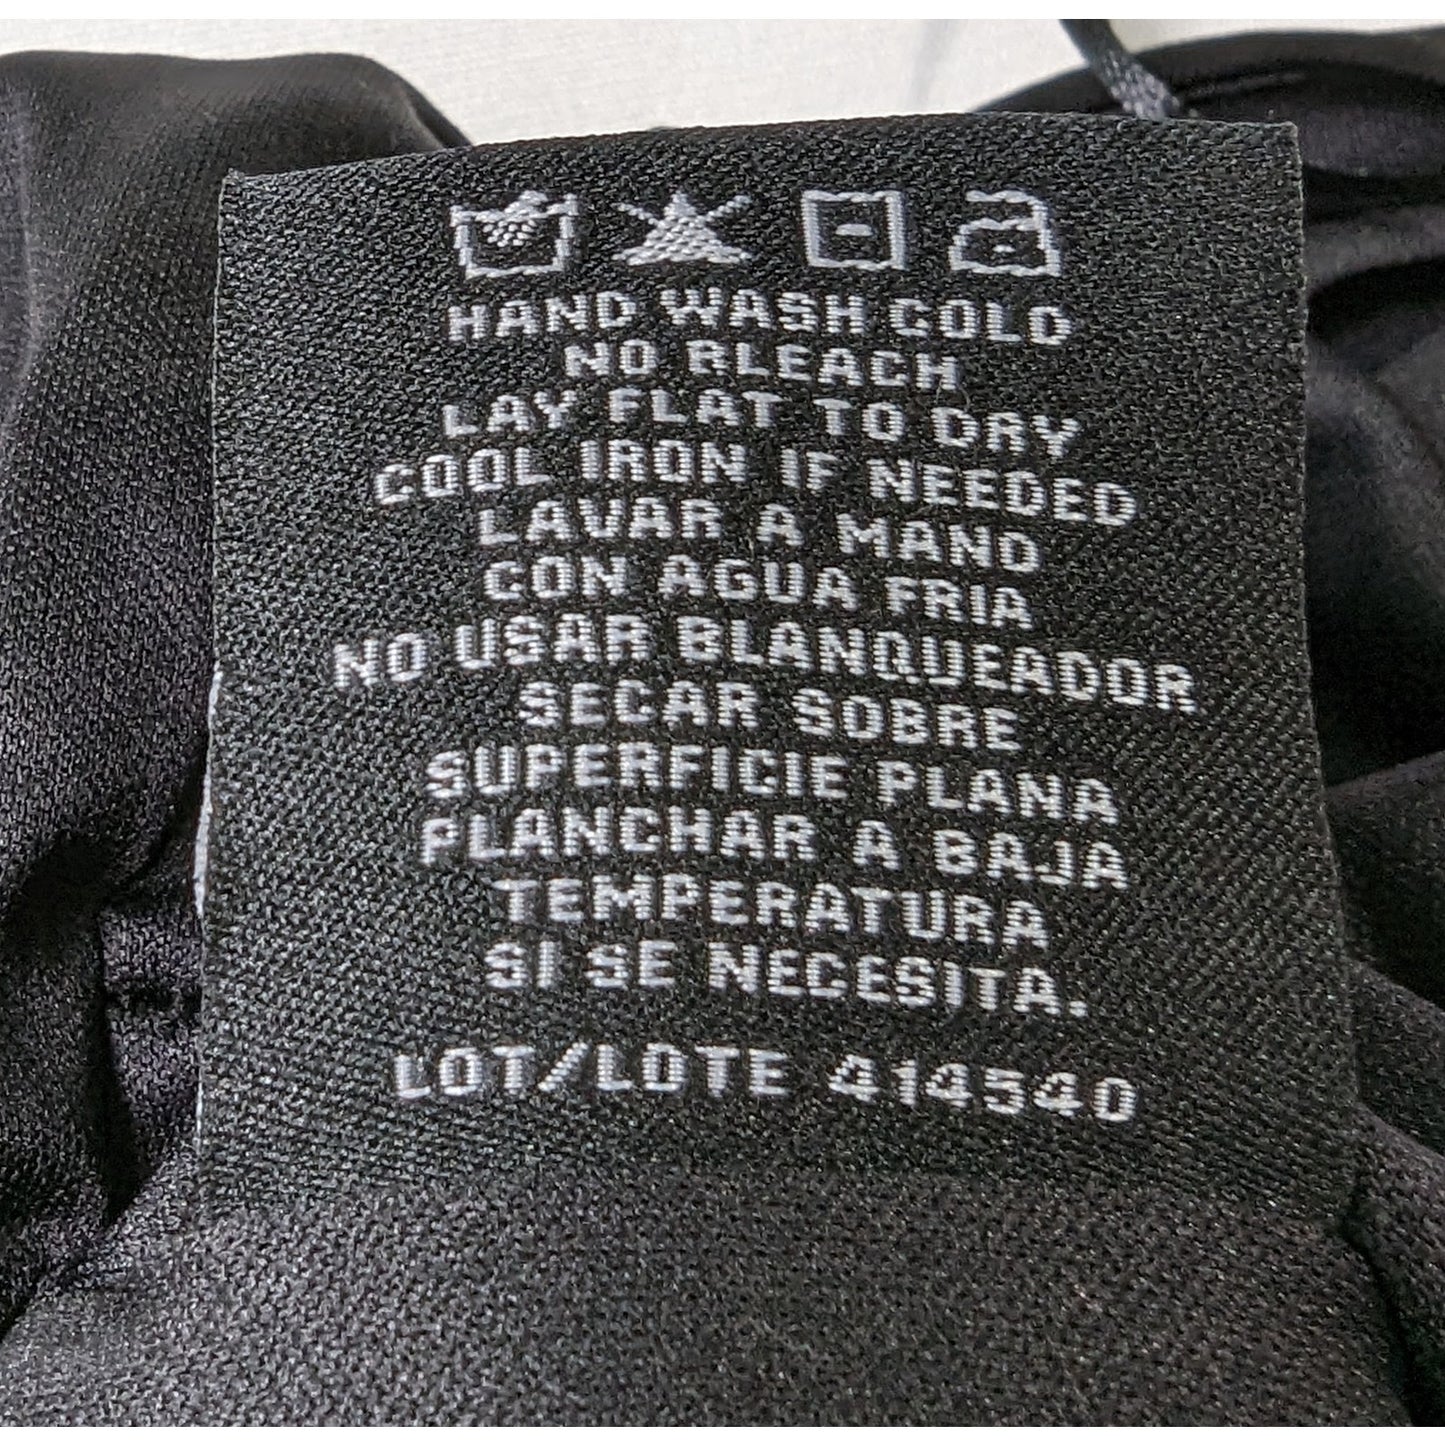 HAND WASH COLD
NO BLEACH
LAY FLAT TO DRY
COOL IRON IF NEEDED
LAVAR A MANO
CON AGUA FRIA
NO USAR BLANQUEADOR
SECAR SOBRE
SUPERFICIE PLANA
PLANCHAR A BAJA
TEMPERATURA
SI SE NECESITA.
LOT/LOTE 414540